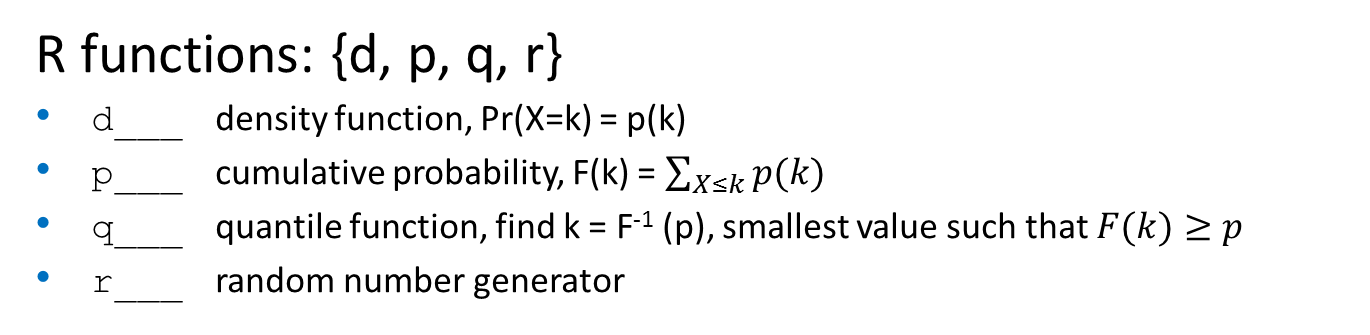 R functions: {d, p, q, r}
• d___ density function, Pr(X=k) = p(k)
• p___ cumulative probability, F(k) = ∑_{X≤k} p(k)
• q___ quantile function, find k = F⁻¹ (p), smallest value such that F(k) ≥ p
• r___ random number generator